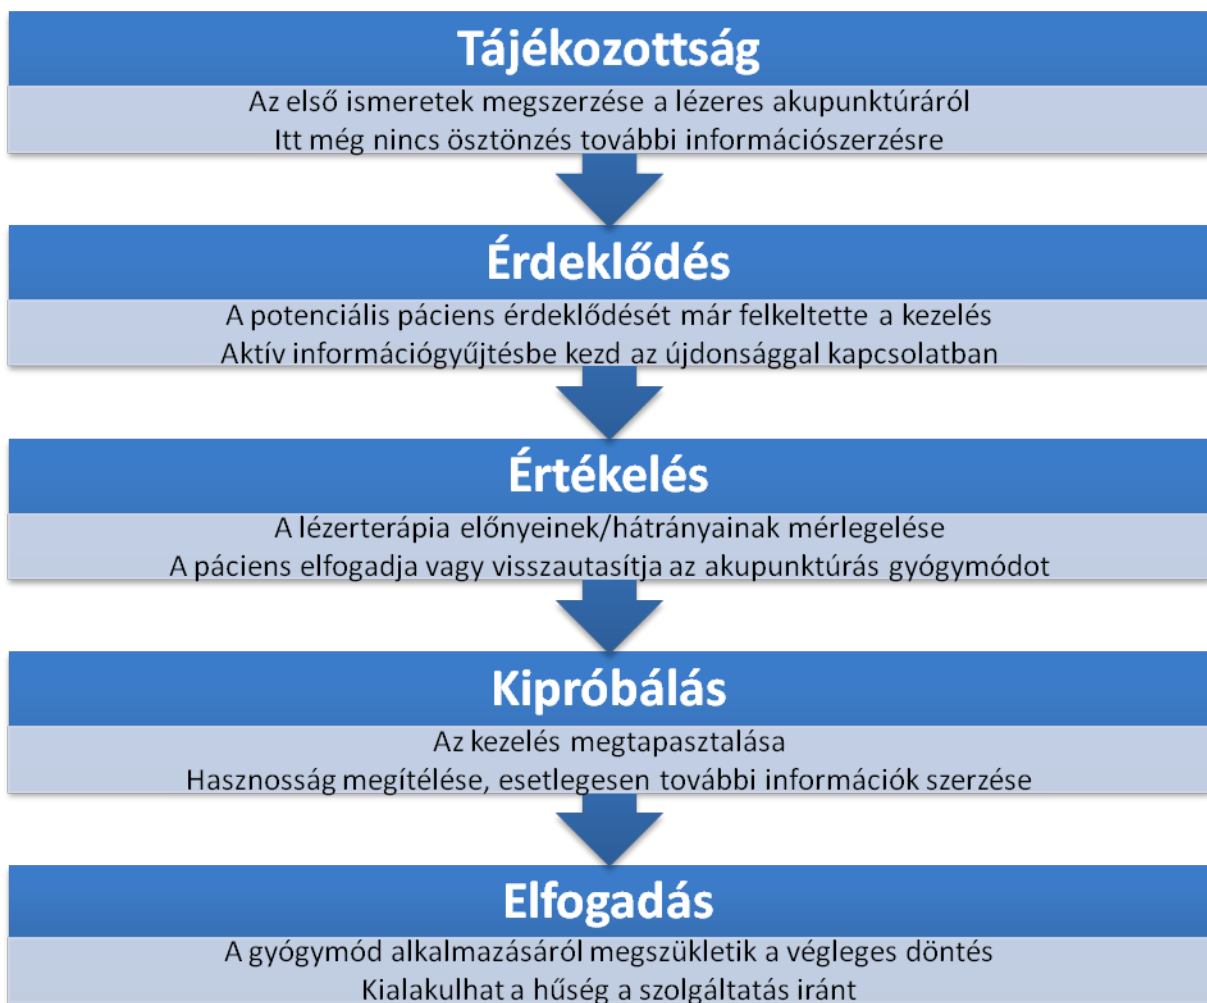 Tájékozottság
Az első ismeretek megszerzése a lézeres akupunktúráról
Itt még nincs ösztönzés további információszerzésre
Érdeklődés
A potenciális páciens érdeklődését már felkeltette a kezelés
Aktív információgyűjtésbe kezd az újdonsággal kapcsolatban
Értékelés
A lézerterápia előnyeinek/hátrányainak mérlegelése
A páciens elfogadja vagy visszautasítja az akupunktúrás gyógymódot
Kipróbálás
Az kezelés megtapasztalása
Hasznosság megítélése, esetlegesen további információk szerzése
Elfogadás
A gyógymód alkalmazásáról megszükletik a végleges döntés
Kialakulhat a hűség a szolgáltatás iránt